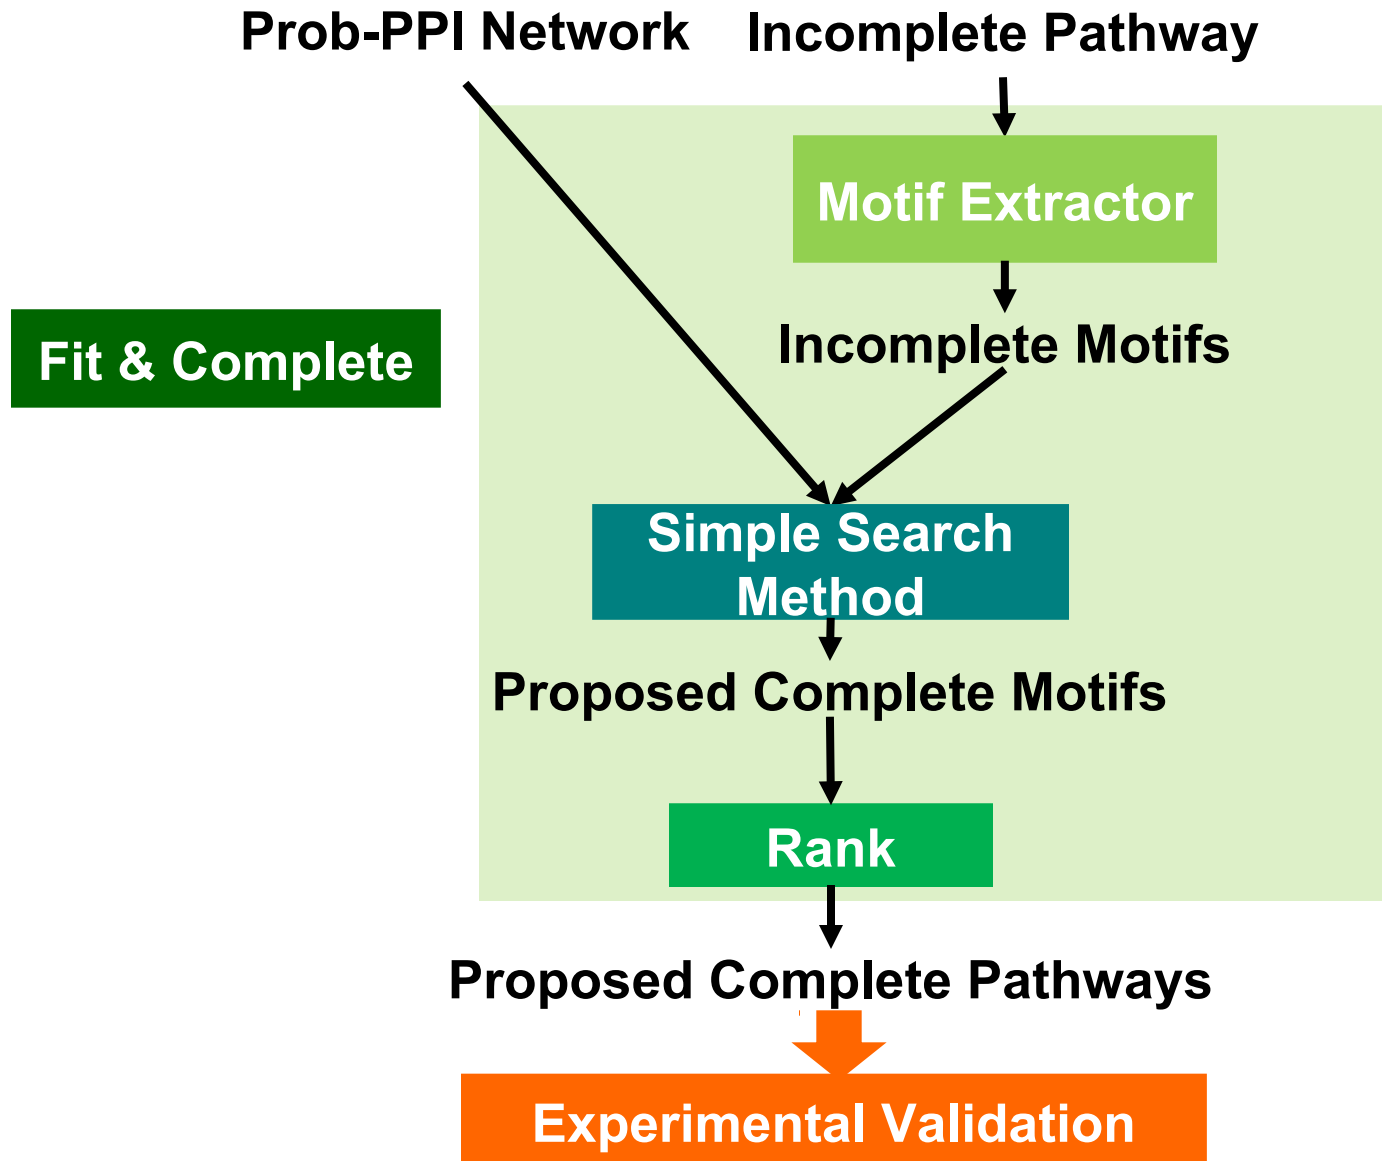 Prob-PPI Network
Incomplete Pathway
Motif Extractor
Incomplete Motifs
Fit & Complete
Simple Search
Method
Proposed Complete Motifs
Rank
Proposed Complete Pathways
Experimental Validation